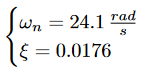 ωn = 24.1 rad/s
ξ = 0.0176